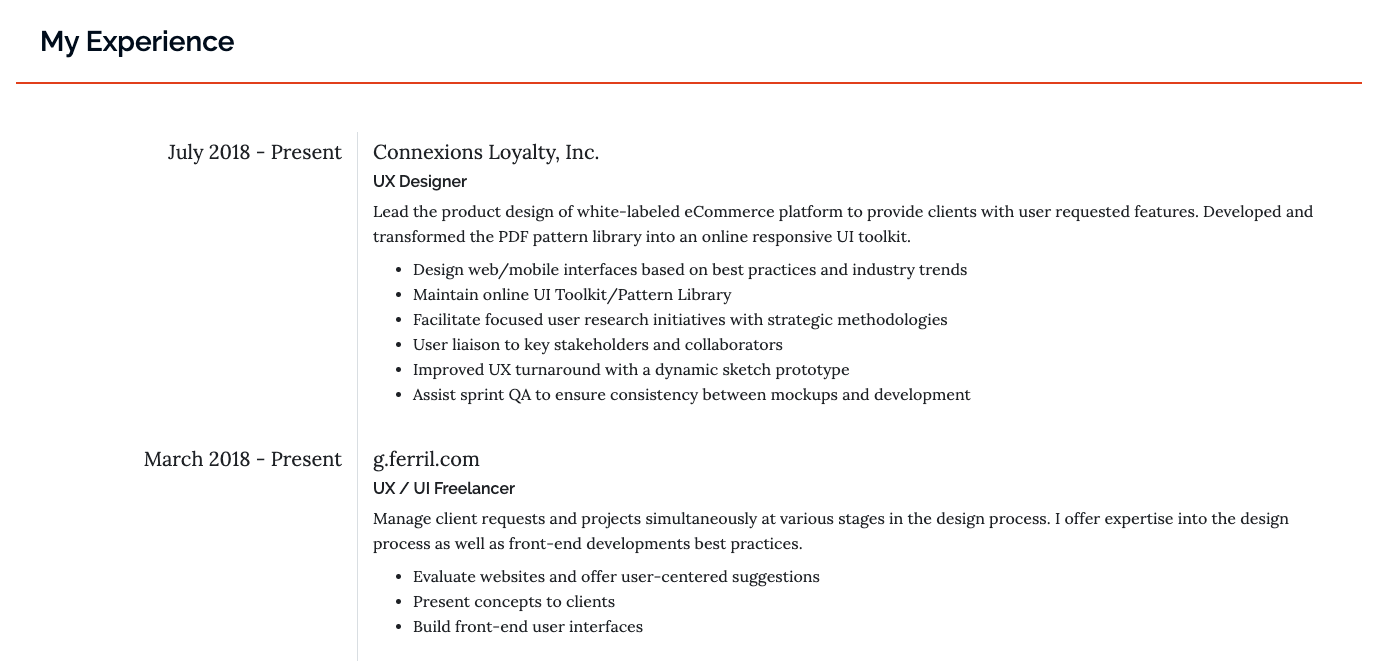 My Experience
July 2018 - Present
Connexions Loyalty, Inc.
UX Designer
Lead the product design of white-labeled eCommerce platform to provide clients with user requested features. Developed and
transformed the PDF pattern library into an online responsive UI toolkit.
• Design web/mobile interfaces based on best practices and industry trends
• Maintain online UI Toolkit/Pattern Library
• Facilitate focused user research initiatives with strategic methodologies
• User liaison to key stakeholders and collaborators
• Improved UX turnaround with a dynamic sketch prototype
• Assist sprint QA to ensure consistency between mockups and development
March 2018 - Present
g.ferril.com
UX / UI Freelancer
Manage client requests and projects simultaneously at various stages in the design process. I offer expertise into the design
process as well as front-end developments best practices.
• Evaluate websites and offer user-centered suggestions
• Present concepts to clients
• Build front-end user interfaces